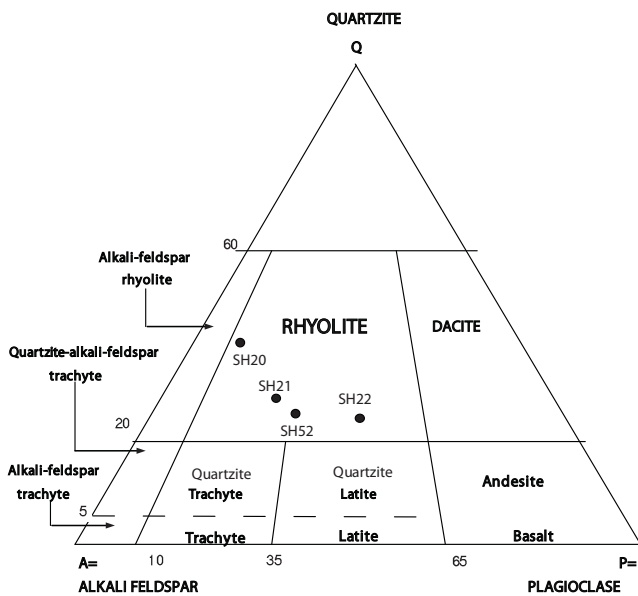 QUARTZITE
Q
60
Alkali-feldspar
rhyolite
RHYOLITE
DACITE
Quartzite-alkali-feldspar
trachyte
SH20
SH21
SH22
SH52
20
Alkali-feldspar
trachyte
Quartzite
Trachyte
Quartzite
Latite
Andesite
5
Trachyte
Latite
Basalt
A=
10
35
65
P=
ALKALI FELDSPAR
PLAGIOCLASE